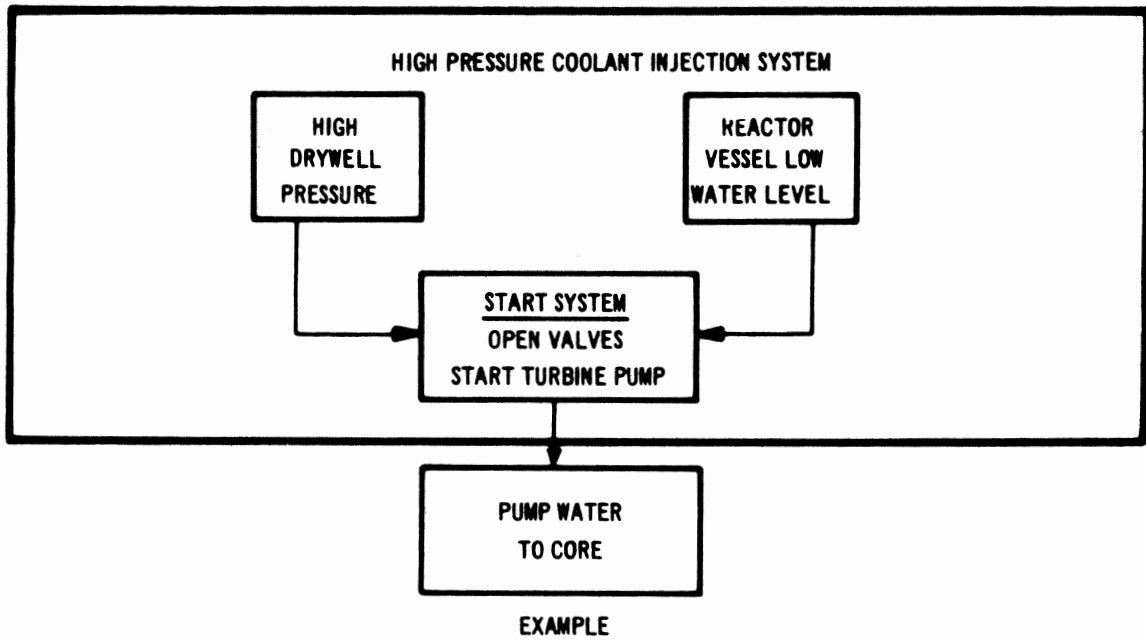 HIGH PRESSURE COOLANT INJECTION SYSTEM
HIGH
DRYWELL
PRESSURE
REACTOR
VESSEL LOW
WATER LEVEL
START SYSTEM
OPEN VALVES
START TURBINE PUMP
PUMP WATER
TO CORE
EXAMPLE